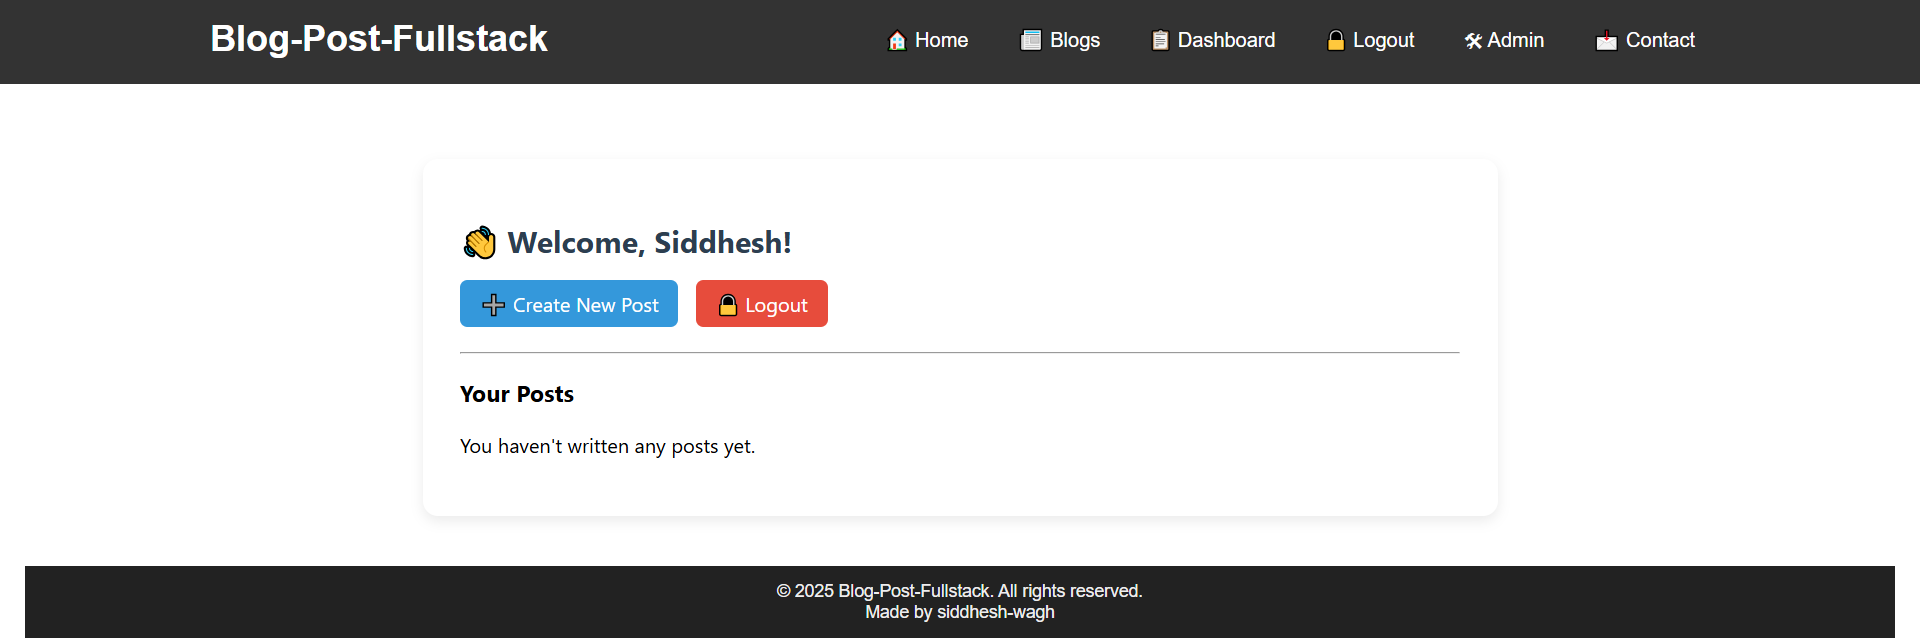 Blog-Post-Fullstack
🏠 Home 📰 Blogs 📋 Dashboard 🔒 Logout 🛠 Admin 📩 Contact
👋 Welcome, Siddhesh!
➕ Create New Post 🔒 Logout
Your Posts
You haven't written any posts yet.
© 2025 Blog-Post-Fullstack. All rights reserved.
Made by siddhesh-wagh